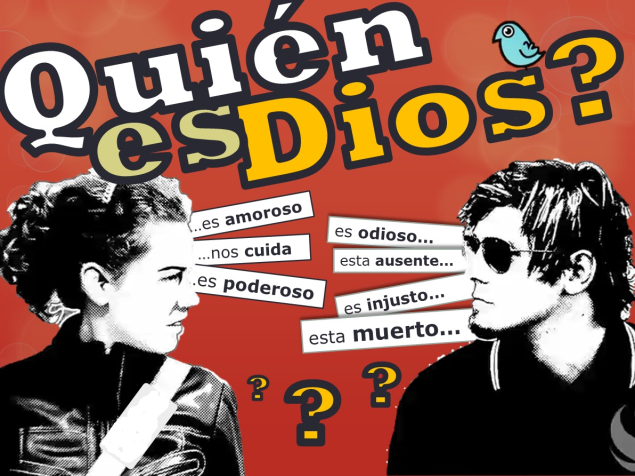 Quién
es Dios?
...es amoroso
...nos cuida
..es poderoso
es odioso...
esta ausente...
es injusto...
esta muerto...
? ? ?